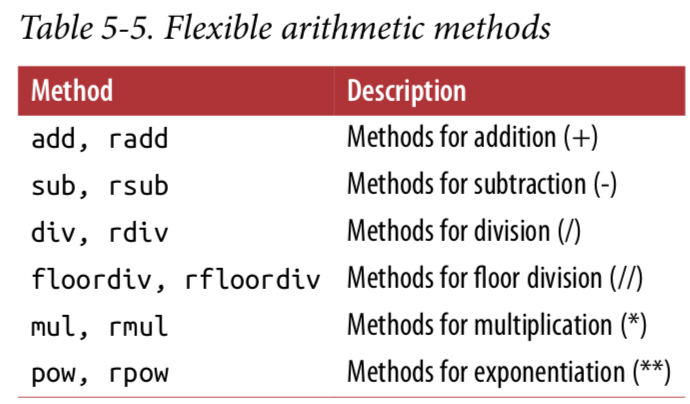 Table 5-5. Flexible arithmetic methods
Method Description
add, radd Methods for addition (+)
sub, rsub Methods for subtraction (-)
div, rdiv Methods for division (/)
floordiv, rfloordiv Methods for floor division (//)
mul, rmul Methods for multiplication (*)
pow, rpow Methods for exponentiation (**)